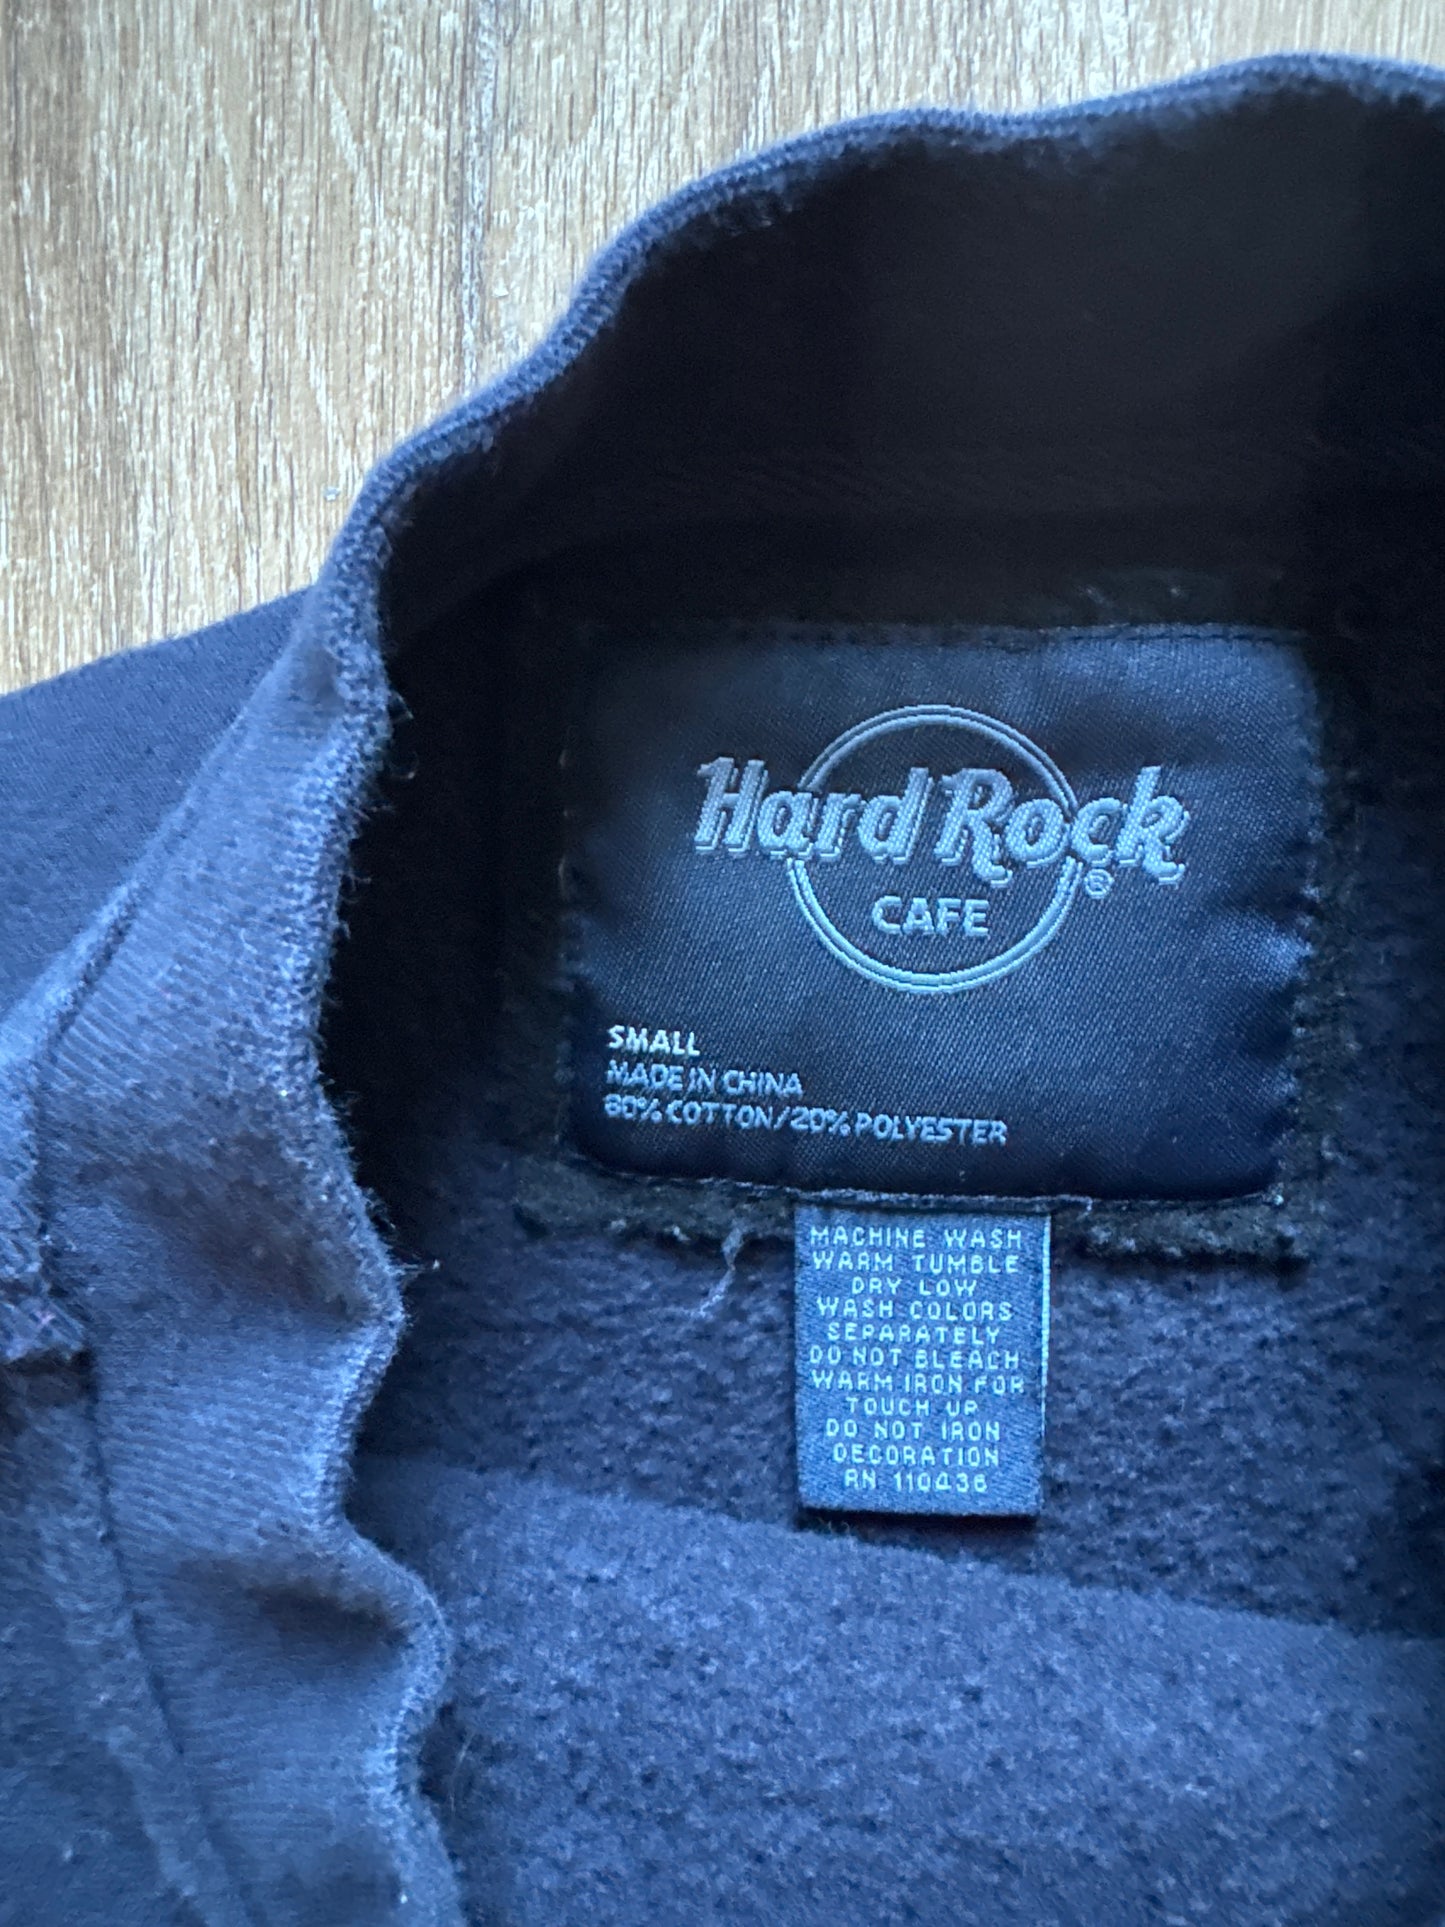 Hard Rock®
CAFE
SMALL
MADE IN CHINA
80% COTTON/20% POLYESTER
MACHINE WASH
WARM TUMBLE
DRY LOW
WASH COLORS
SEPARATELY
DO NOT BLEACH
WARM IRON FOR
TOUCH UP
DO NOT IRON
DECORATION
RN 110436